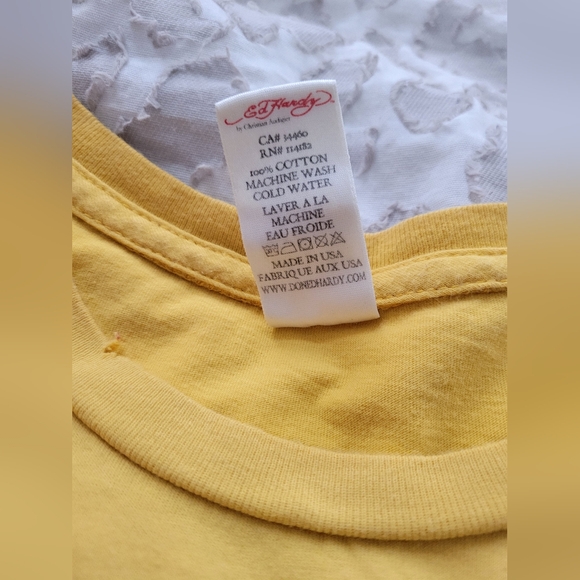 Ed Hardy
by Christian Audigier
CA# 34460
RN# 114182
100% COTTON
MACHINE WASH
COLD WATER
LAVER A LA
MACHINE
EAU FROIDE
MADE IN USA
FABRIQUE AUX USA
WWW.DONEDHARDY.COM